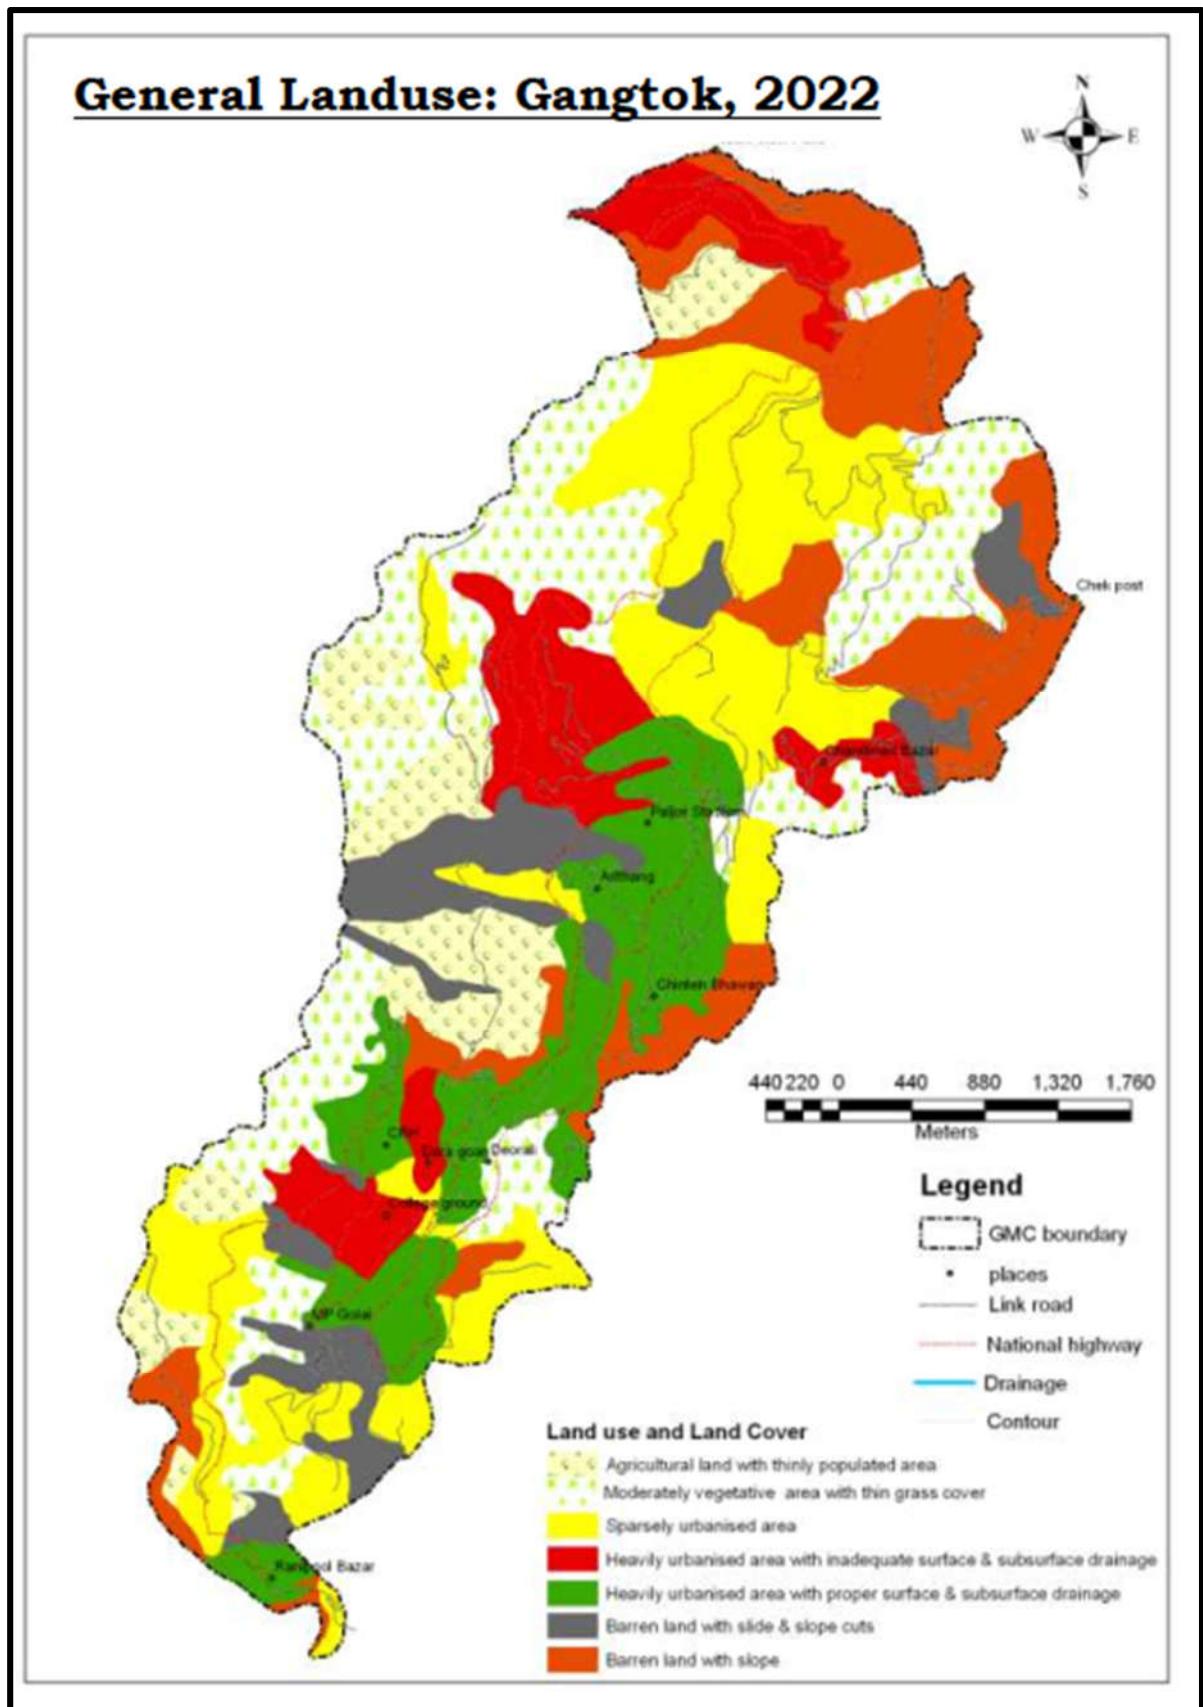 General Landuse: Gangtok, 2022
N
W E
S
Chek post
Bazar
Paljor
Chinten Bhawan
440 220 0 440 880 1,320 1,760
Meters
Deorali
ground
Legend
GMC boundary
places
Link road
National highway
Drainage
Contour
Land use and Land Cover
Agricultural land with thinly populated area
Moderately vegetative area with thin grass cover
Sparsely urbanised area
Heavily urbanised area with inadequate surface & subsurface drainage
Heavily urbanised area with proper surface & subsurface drainage
Barren land with slide & slope cuts
Barren land with slope
Bazar